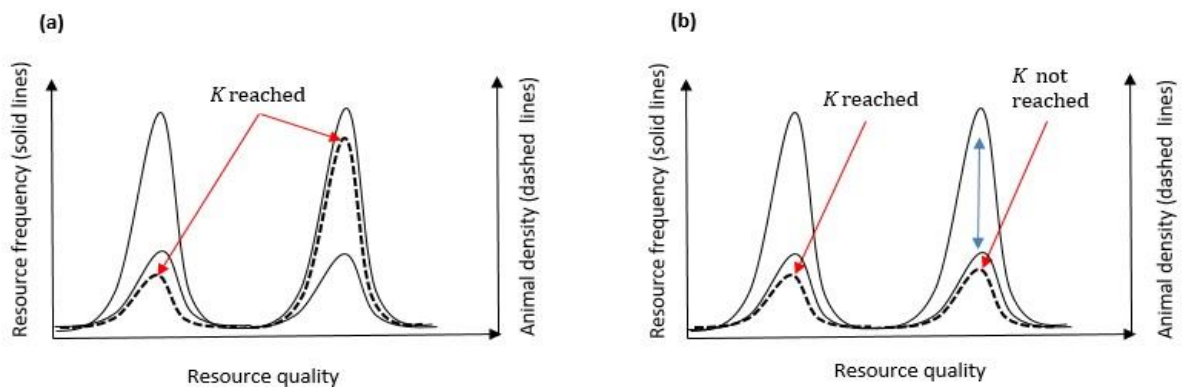 (a)
Resource frequency (solid lines)
K reached
Animal density (dashed lines)
Resource quality
(b)
Resource frequency (solid lines)
K reached
K not
reached
Animal density (dashed lines)
Resource quality